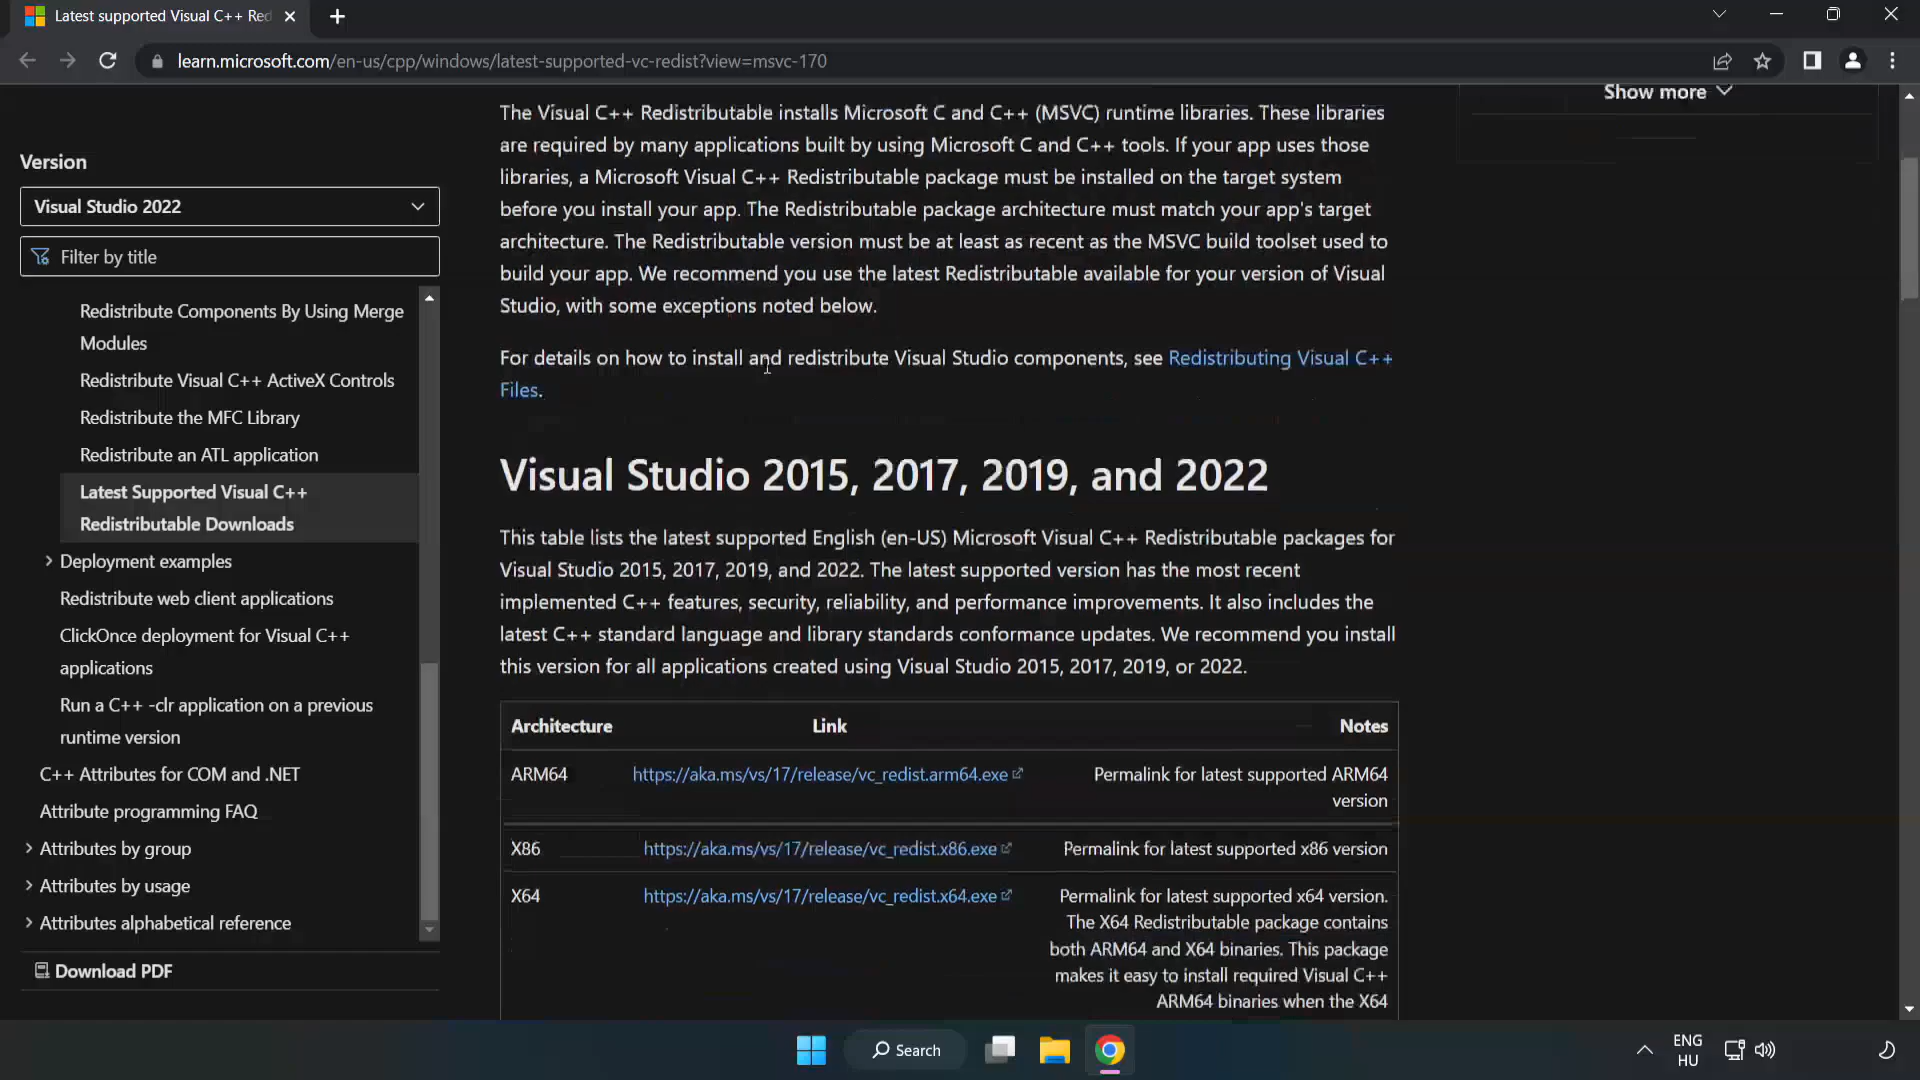 Latest supported Visual C++ Red
learn.microsoft.com/en-us/cpp/windows/latest-supported-vc-redist?view=msvc-170
Version
Visual Studio 2022
Filter by title
Redistribute Components By Using Merge
Modules
Redistribute Visual C++ ActiveX Controls
Redistribute the MFC Library
Redistribute an ATL application
Latest Supported Visual C++
Redistributable Downloads
Deployment examples
Redistribute web client applications
ClickOnce deployment for Visual C++
applications
Run a C++ -clr application on a previous
runtime version
C++ Attributes for COM and .NET
Attribute programming FAQ
Attributes by group
Attributes by usage
Attributes alphabetical reference
Download PDF
The Visual C++ Redistributable installs Microsoft C and C++ (MSVC) runtime libraries. These libraries
are required by many applications built by using Microsoft C and C++ tools. If your app uses those
libraries, a Microsoft Visual C++ Redistributable package must be installed on the target system
before you install your app. The Redistributable package architecture must match your app's target
architecture. The Redistributable version must be at least as recent as the MSVC build toolset used to
build your app. We recommend you use the latest Redistributable available for your version of Visual
Studio, with some exceptions noted below.
For details on how to install and redistribute Visual Studio components, see Redistributing Visual C++
Files.
Visual Studio 2015, 2017, 2019, and 2022
This table lists the latest supported English (en-US) Microsoft Visual C++ Redistributable packages for
Visual Studio 2015, 2017, 2019, and 2022. The latest supported version has the most recent
implemented C++ features, security, reliability, and performance improvements. It also includes the
latest C++ standard language and library standards conformance updates. We recommend you install
this version for all applications created using Visual Studio 2015, 2017, 2019, or 2022.
Architecture Link Notes
ARM64 https://aka.ms/vs/17/release/vc_redist.arm64.exe Permalink for latest supported ARM64
version
X86 https://aka.ms/vs/17/release/vc_redist.x86.exe Permalink for latest supported x86 version
X64 https://aka.ms/vs/17/release/vc_redist.x64.exe Permalink for latest supported x64 version.
The X64 Redistributable package contains
both ARM64 and X64 binaries. This package
makes it easy to install required Visual C++
ARM64 binaries when the X64
Show more
Search
ENG
HU